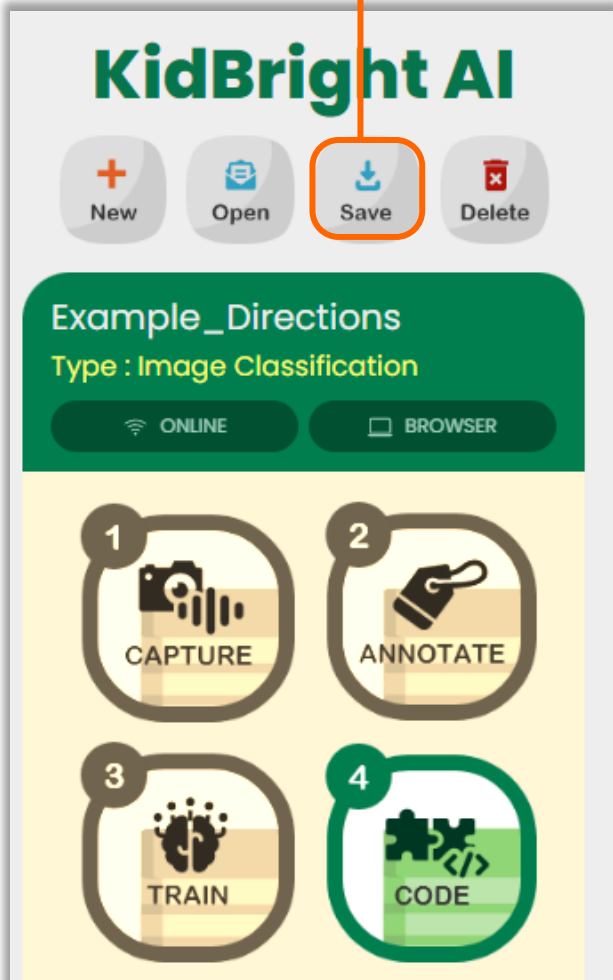 KidBright AI
New Open Save Delete
Example_Directions
Type : Image Classification
ONLINE BROWSER
1 2
CAPTURE ANNOTATE
3 4
TRAIN CODE